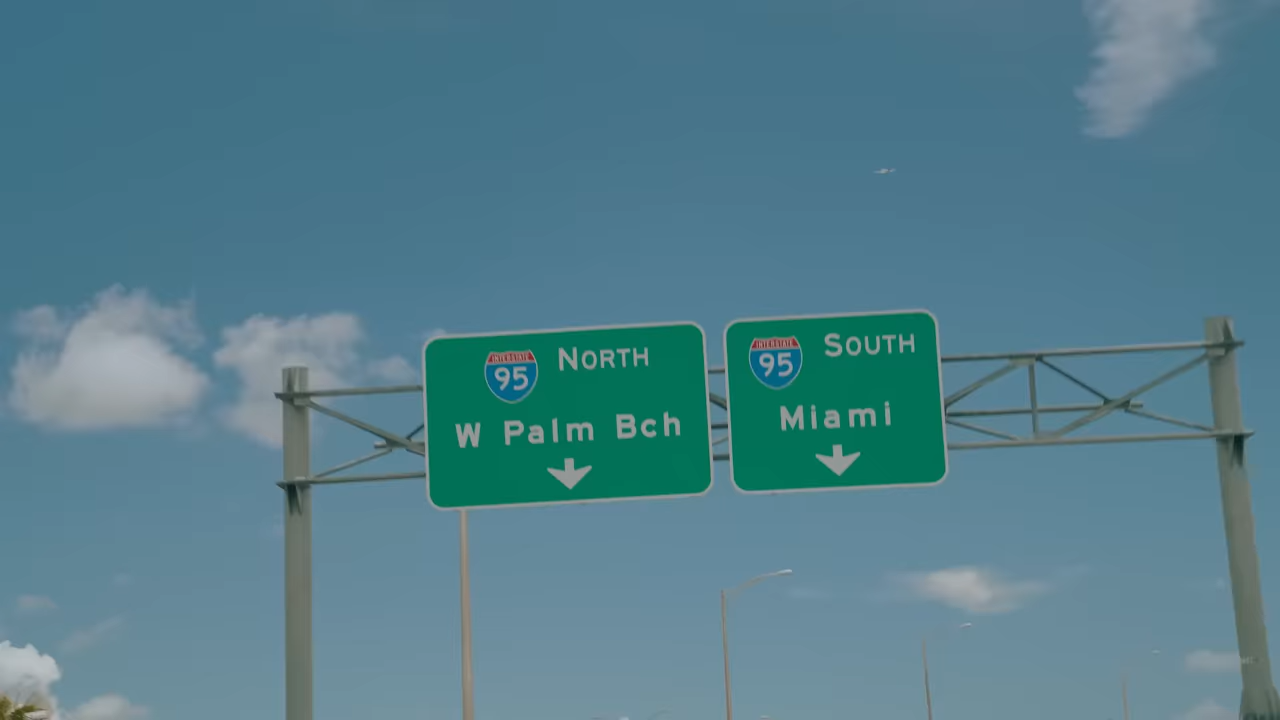 INTERSTATE
95
NORTH
W Palm Bch
INTERSTATE
95
SOUTH
Miami